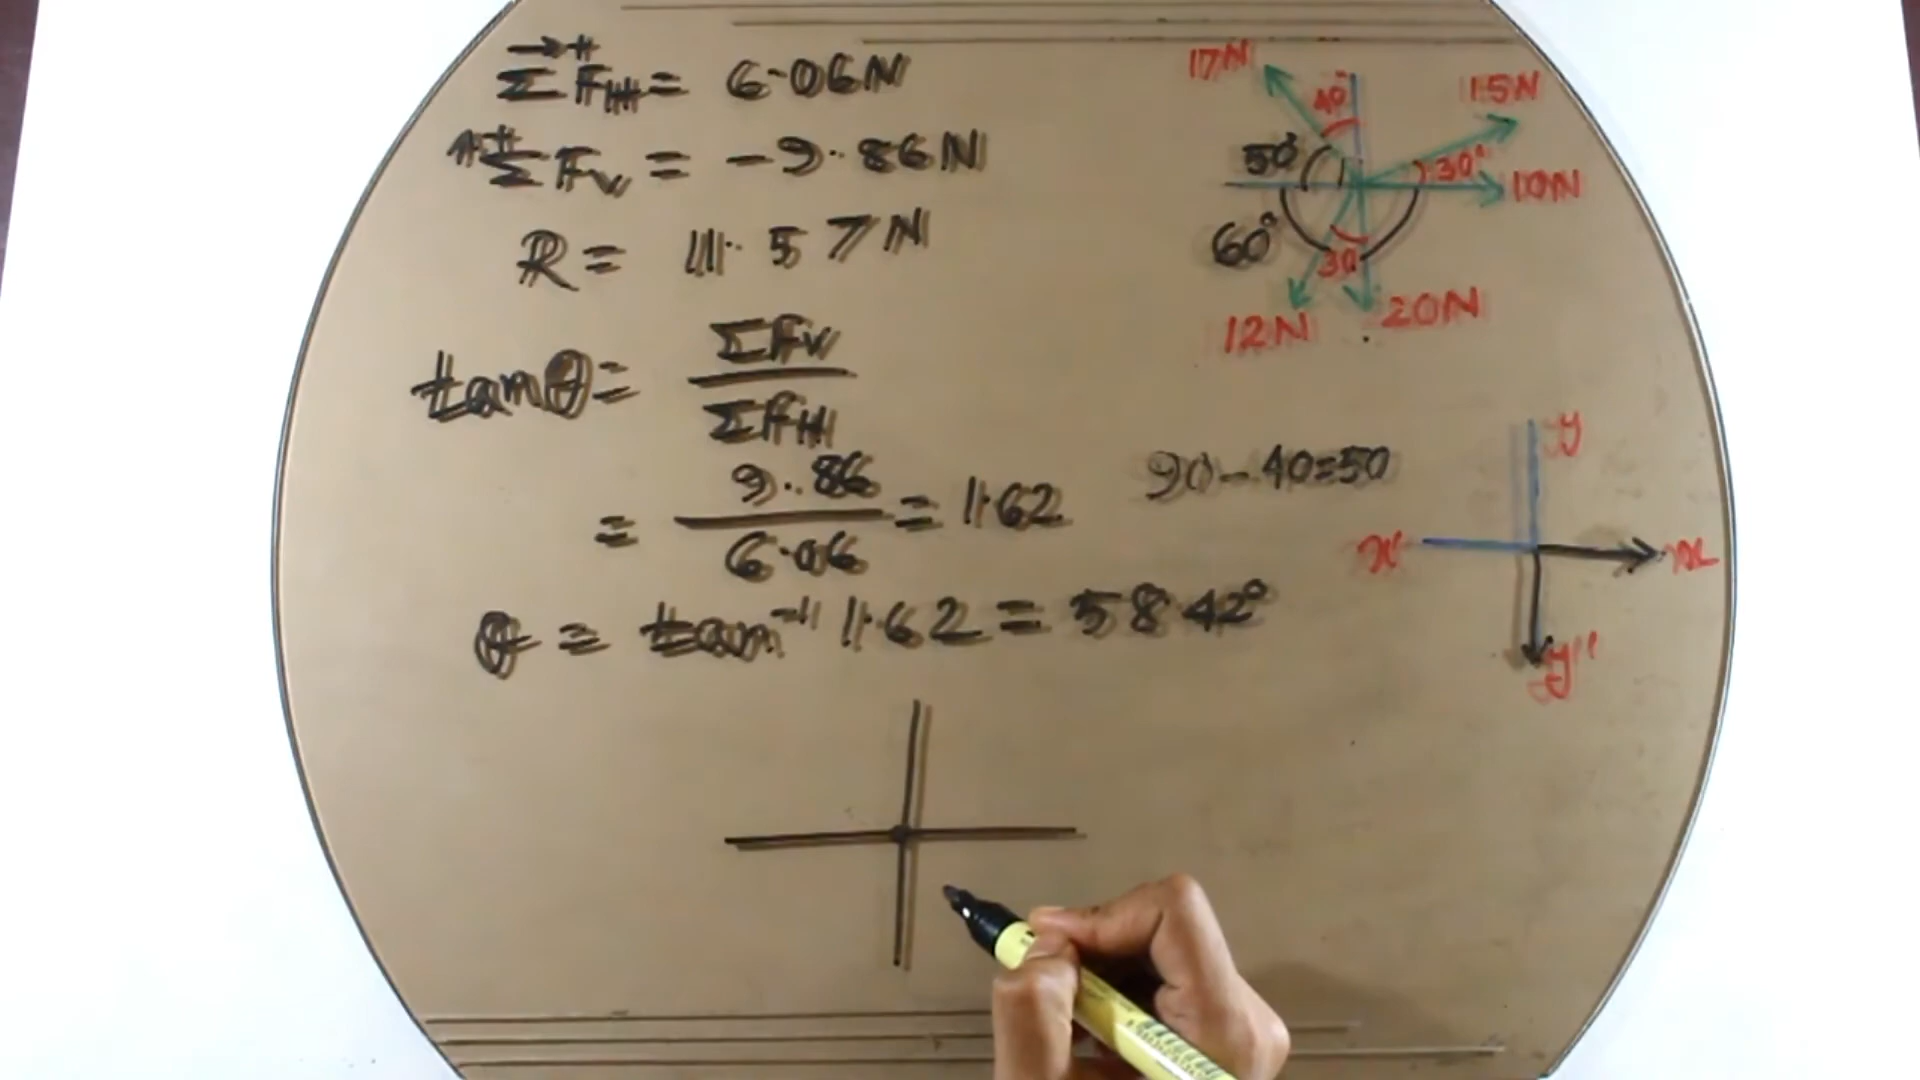 →+ ΣFH = 6.06N
↑+ ΣFv = -9.86N
R = 11.57N
tanθ = ΣFv / ΣFH
= 9.86 / 6.06 = 1.62
θ = tan⁻¹ 1.62 = 58.42°
17N
40°
15N
50°
30°
10N
60°
30
12N
20N
90-40=50
y
x'
x
y'